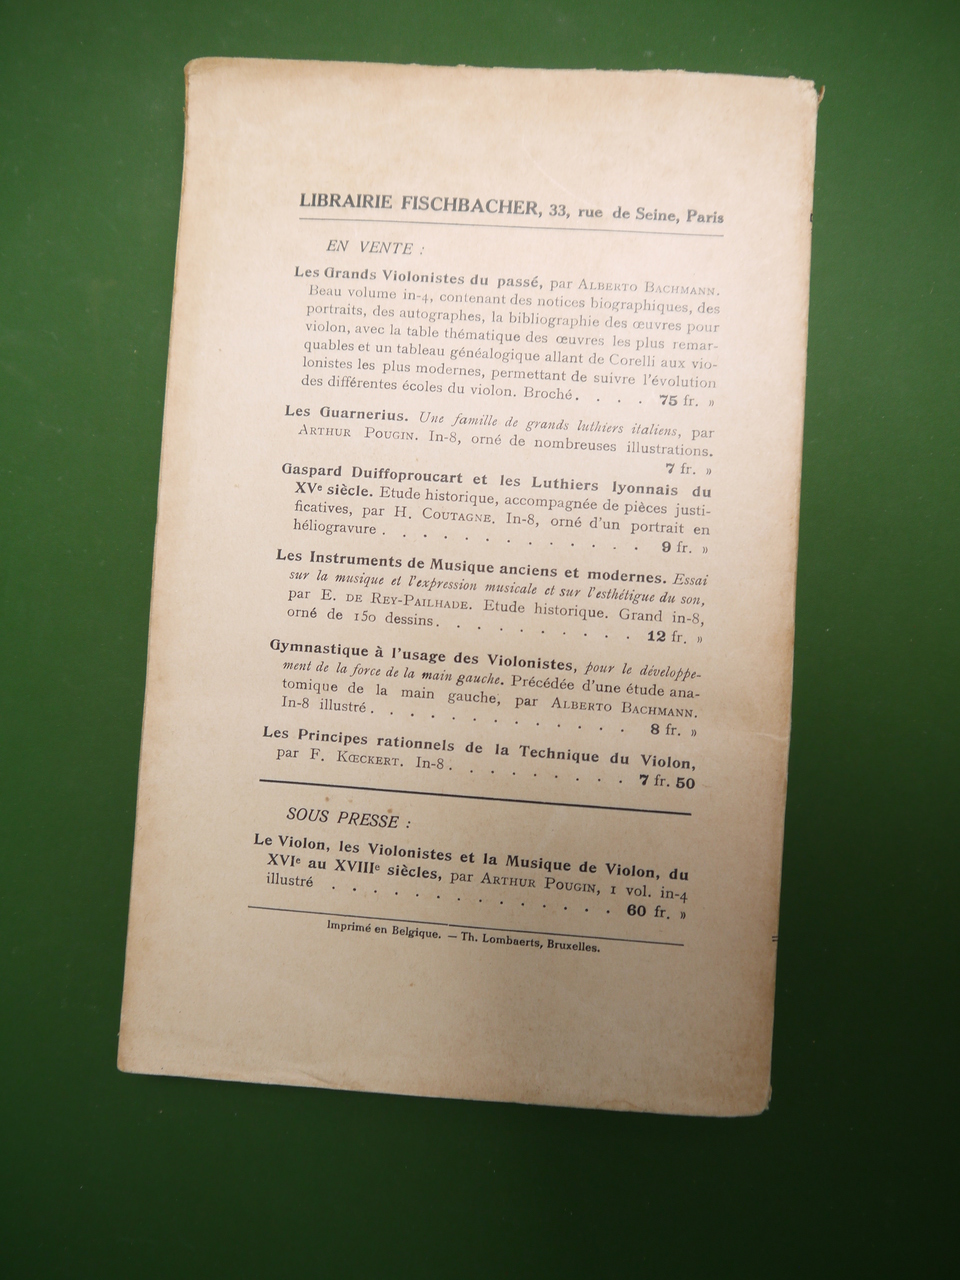 LIBRAIRIE FISCHBACHER, 33, rue de Seine, Paris
EN VENTE :
Les Grands Violonistes du passé, par ALBERTO BACHMANN.
Beau volume in-4, contenant des notices biographiques, des
portraits, des autographes, la bibliographie des œuvres pour
violon, avec la table thématique des œuvres les plus remar-
quables et un tableau généalogique allant de Corelli aux vio-
lonistes les plus modernes, permettant de suivre l'évolution
des différentes écoles du violon. Broché. . . . 75 fr. »
Les Guarnerius. Une famille de grands luthiers italiens, par
ARTHUR POUGIN. In-8, orné de nombreuses illustrations.
7 fr. »
Gaspard Duiffoproucart et les Luthiers lyonnais du
XVe siècle. Etude historique, accompagnée de pièces justi-
ficatives, par H. COUTAGNE. In-8, orné d'un portrait en
héliogravure . . . . . . . . . . . . . 9 fr. »
Les Instruments de Musique anciens et modernes. Essai
sur la musique et l'expression musicale et sur l'esthétigue du son,
par E. DE REY-PAILHADE. Etude historique. Grand in-8,
orné de 150 dessins. . . . . . . . . . . 12 fr. »
Gymnastique à l'usage des Violonistes, pour le développe-
ment de la force de la main gauche. Précédée d'une étude ana-
tomique de la main gauche, par ALBERTO BACHMANN.
In-8 illustré . . . . . . . . . . . . . 8 fr. »
Les Principes rationnels de la Technique du Violon,
par F. KŒCKERT. In-8 . . . . . . . . . 7 fr. 50
SOUS PRESSE :
Le Violon, les Violonistes et la Musique de Violon, du
XVIe au XVIIIe siècles, par ARTHUR POUGIN, 1 vol. in-4
illustré . . . . . . . . . . . . . . 60 fr. »
Imprimé en Belgique. — Th. Lombaerts, Bruxelles.